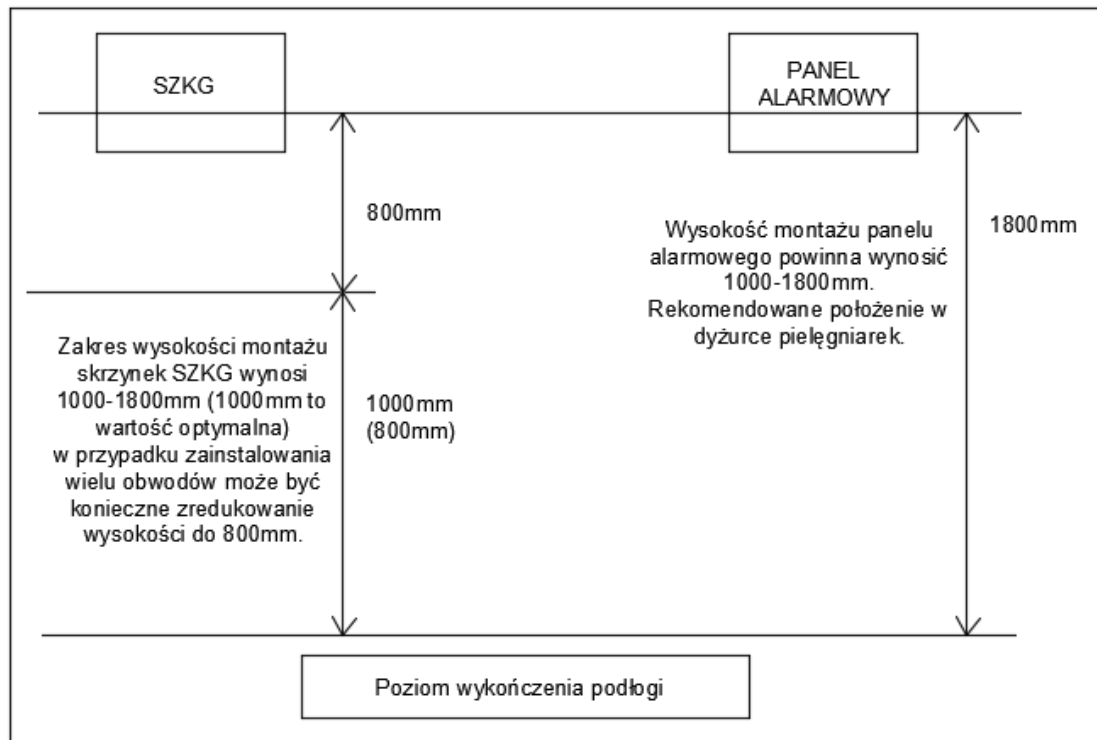 SZKG
PANEL
ALARMOWY
800mm
1800mm
Wysokość montażu panelu
alarmowego powinna wynosić
1000-1800mm.
Rekomendowane położenie w
dyżurce pielęgniarek.
Zakres wysokości montażu
skrzynek SZKG wynosi
1000-1800mm (1000mm to
wartość optymalna)
w przypadku zainstalowania
wielu obwodów może być
konieczne zredukowanie
wysokości do 800mm.
1000mm
(800mm)
Poziom wykończenia podłogi